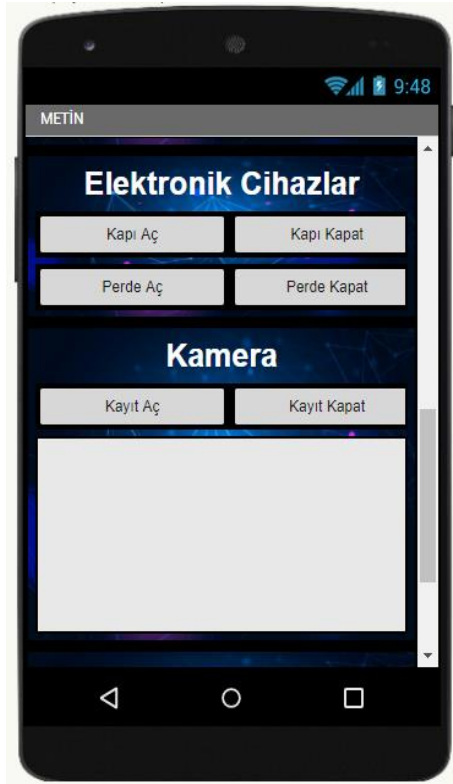 9:48
METİN
Elektronik Cihazlar
Kapı Aç Kapı Kapat
Perde Aç Perde Kapat
Kamera
Kayıt Aç Kayıt Kapat